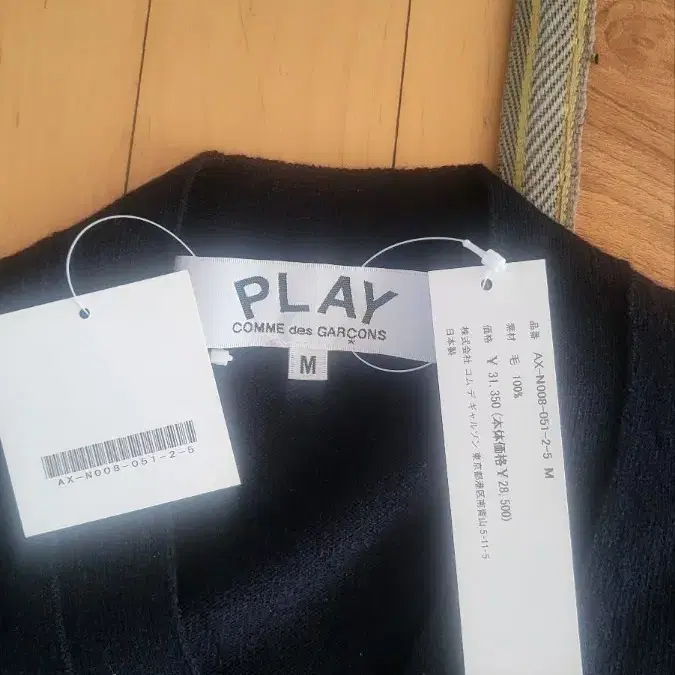 PLAY
COMME des GARÇONS
M
AX-N008-051-2-5
品番 AX-N008-051-2-5 M
素材 毛 100%
価格 ¥ 31,350 (本体価格¥ 28,500)
株式会社 コム デ ギャルソン 東京都港区南青山5-11-5
日本製